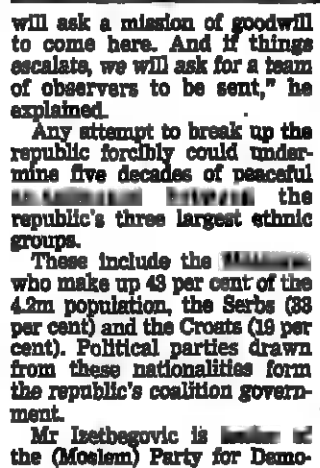 will ask a mission of goodwill
to come here. And if things
escalate, we will ask for a team
of observers to be sent," he
explained.
Any attempt to break up the
republic forcibly could under-
mine five decades of peaceful
the
republic's three largest ethnic
groups.
These include the
who make up 43 per cent of the
4.2m population, the Serbs (33
per cent) and the Croats (19 per
cent). Political parties drawn
from these nationalities form
the republic's coalition govern-
ment.
Mr Izetbegovic is
the (Moslem) Party for Demo-